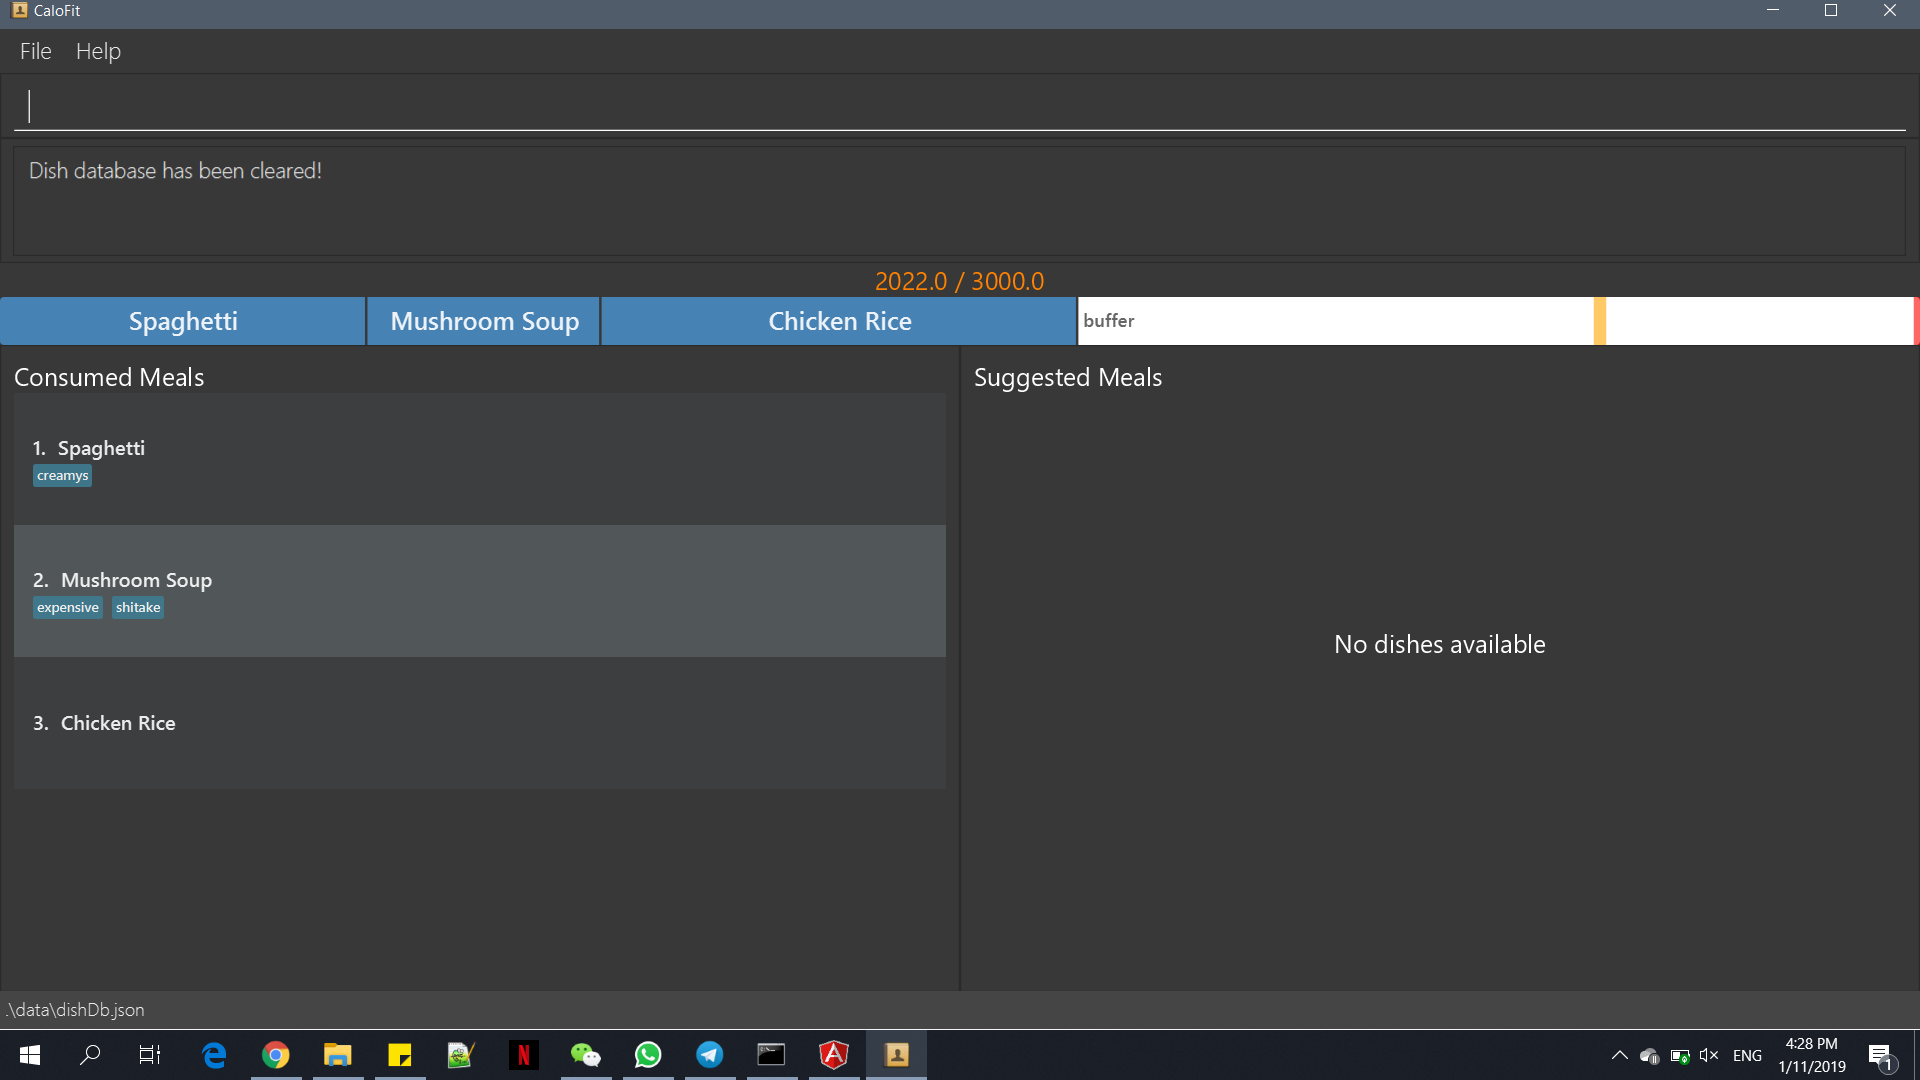 CaloFit
File Help
Dish database has been cleared!
2022.0 / 3000.0
Spaghetti Mushroom Soup Chicken Rice buffer
Consumed Meals
1. Spaghetti
creamys
2. Mushroom Soup
expensive shitake
3. Chicken Rice
Suggested Meals
No dishes available
.\data\dishDb.json
N
ENG
4:28 PM
1/11/2019
1